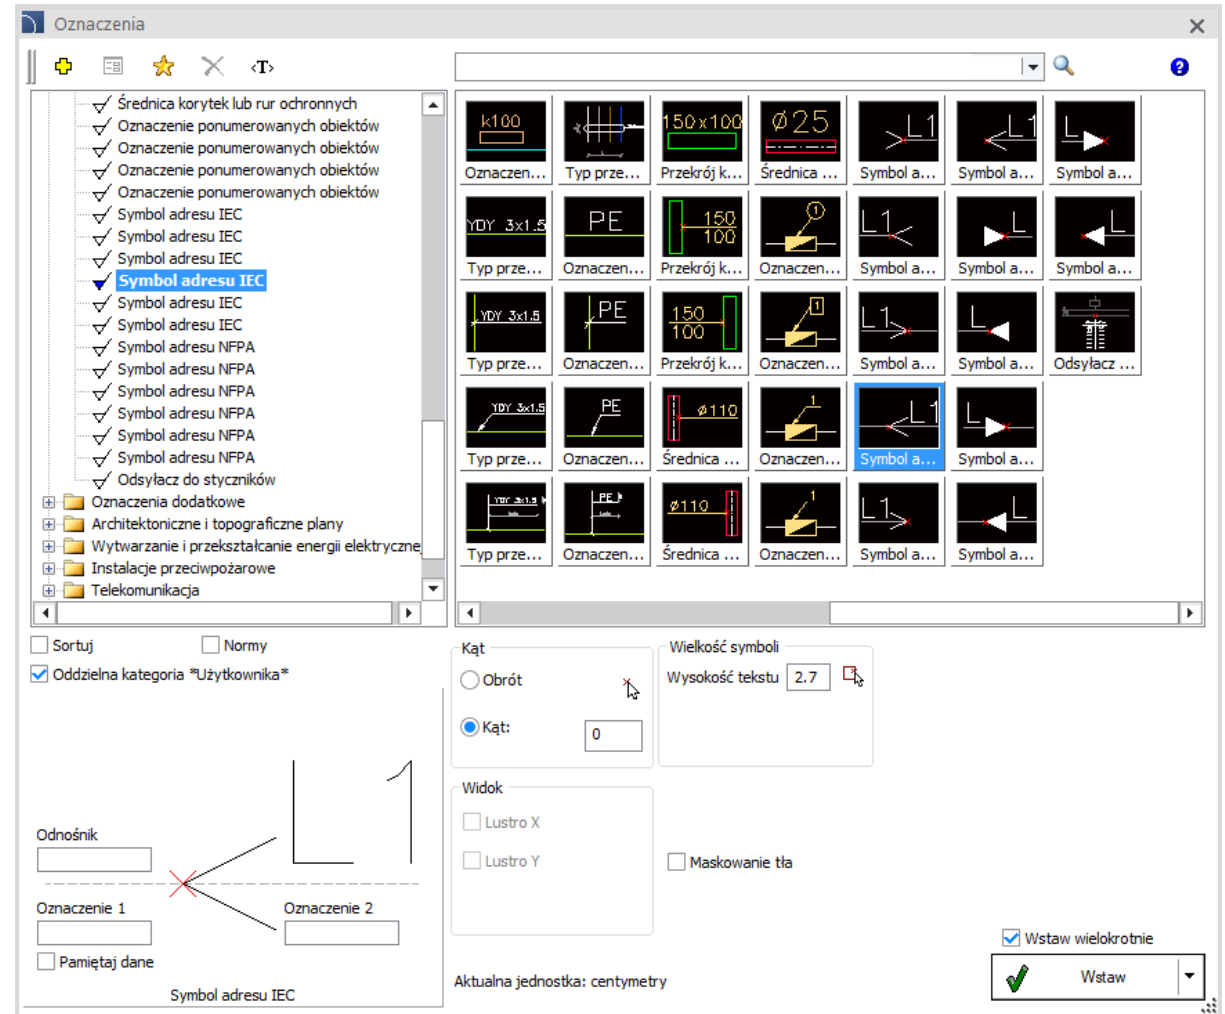 Oznaczenia
<T>
Średnica korytek lub rur ochronnych
Oznaczenie ponumerowanych obiektów
Oznaczenie ponumerowanych obiektów
Oznaczenie ponumerowanych obiektów
Oznaczenie ponumerowanych obiektów
Symbol adresu IEC
Symbol adresu IEC
Symbol adresu IEC
Symbol adresu IEC
Symbol adresu IEC
Symbol adresu IEC
Symbol adresu NFPA
Symbol adresu NFPA
Symbol adresu NFPA
Symbol adresu NFPA
Symbol adresu NFPA
Symbol adresu NFPA
Odsyłacz do styczników
Oznaczenia dodatkowe
Architektoniczne i topograficzne plany
Wytwarzanie i przekształcanie energii elektryczne
Instalacje przeciwpożarowe
Telekomunikacja
k100 150x100 Ø25 L1 L1 L
Oznaczen... Typ prze... Przekrój k... Średnica ... Symbol a... Symbol a... Symbol a...
YDY 3x1.5 PE 150 100 1 L1 L L
Typ prze... Oznaczen... Przekrój k... Oznaczen... Symbol a... Symbol a... Symbol a...
YDY 3x1.5 PE 150 100 1 L1 L
Typ prze... Oznaczen... Przekrój k... Oznaczen... Symbol a... Symbol a... Odsyłacz ...
YDY 3x1.5 PE ø110 1 L1 L
Typ prze... Oznaczen... Średnica ... Oznaczen... Symbol a... Symbol a...
YDY 3x1.5 PE ø110 1 L1 L
Typ prze... Oznaczen... Średnica ... Oznaczen... Symbol a... Symbol a...
Sortuj Normy
Oddzielna kategoria *Użytkownika*
Kąt
Obrót
Kąt: 0
Wielkość symboli
Wysokość tekstu 2.7
Widok
Lustro X
Lustro Y
Maskowanie tła
L1
Odnośnik
Oznaczenie 1 Oznaczenie 2
Pamiętaj dane
Symbol adresu IEC
Aktualna jednostka: centymetry
Wstaw wielokrotnie
Wstaw